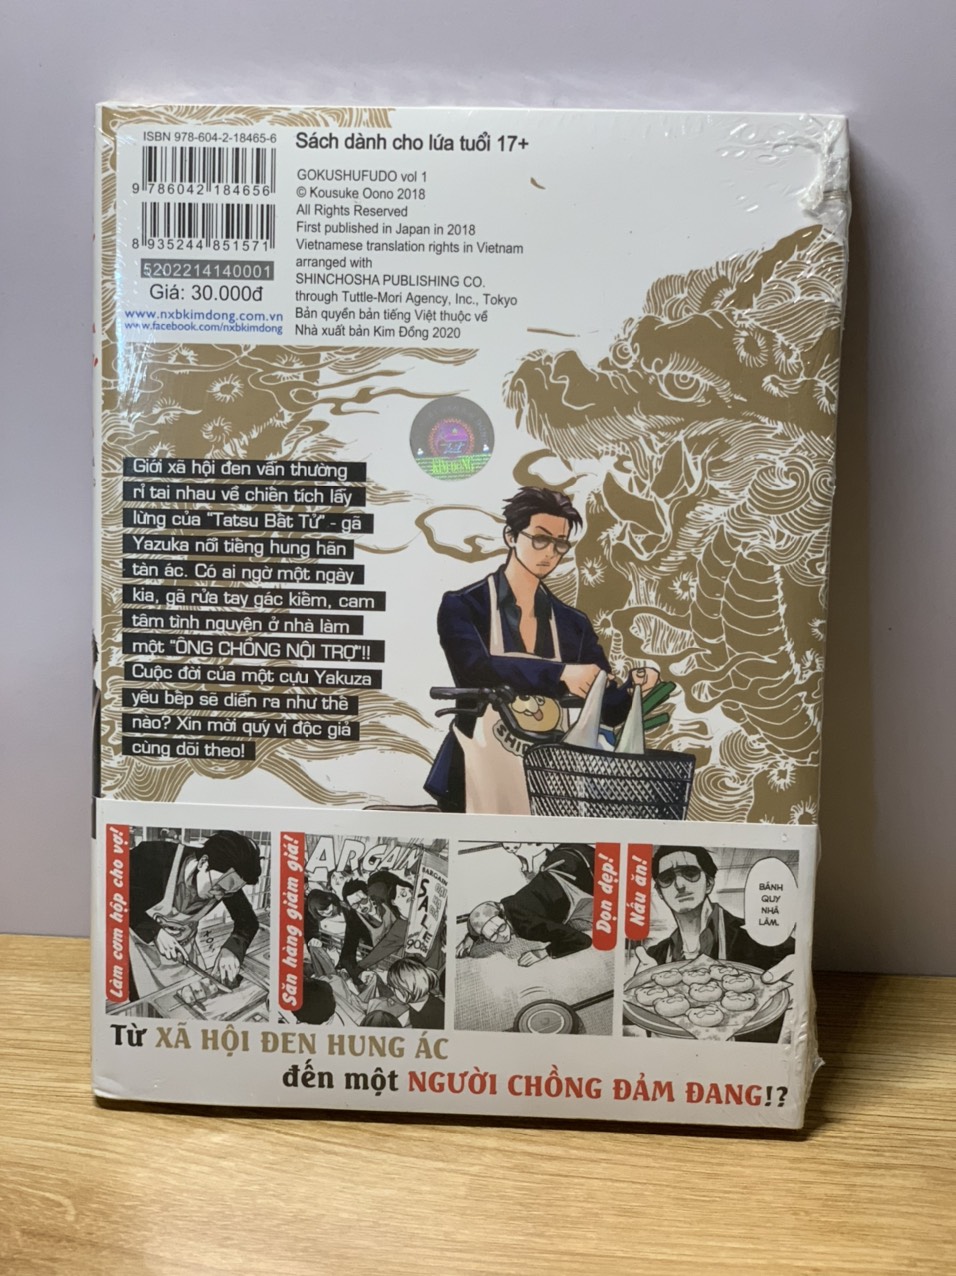 ISBN 978-604-2-18465-6
9 786042 184656
8 935244 851571
5202214140001
Giá: 30.000đ
www.nxbkimdong.com.vn
www.facebook.com/nxbkimdong
Sách dành cho lứa tuổi 17+
GOKUSHUFUDO vol 1
© Kousuke Oono 2018
All Rights Reserved
First published in Japan in 2018
Vietnamese translation rights in Vietnam
arranged with
SHINCHOSHA PUBLISHING CO.
through Tuttle-Mori Agency, Inc., Tokyo
Bản quyền bản tiếng Việt thuộc về
Nhà xuất bản Kim Đồng 2020
KIM ĐỒNG
Giới xã hội đen vẫn thường
rỉ tai nhau về chiến tích lẫy
lừng của "Tatsu Bất Tử" - gã
Yazuka nổi tiếng hung hãn
tàn ác. Có ai ngờ một ngày
kia, gã rửa tay gác kiếm, cam
tâm tình nguyện ở nhà làm
một "ÔNG CHỒNG NỘI TRỢ"!!
Cuộc đời của một cựu Yakuza
yêu bếp sẽ diễn ra như thế
nào? Xin mời quý vị độc giả
cùng dõi theo!
SHIB
Làm cơm hộp cho vợ!
Săn hàng giảm giá!
BARGAIN
BARGAIN
SALE
90%
Dọn dẹp!
Nấu ăn!
BÁNH
QUY
NHÀ
LÀM.
Từ XÃ HỘI ĐEN HUNG ÁC
đến một NGƯỜI CHỒNG ĐẢM ĐANG!?